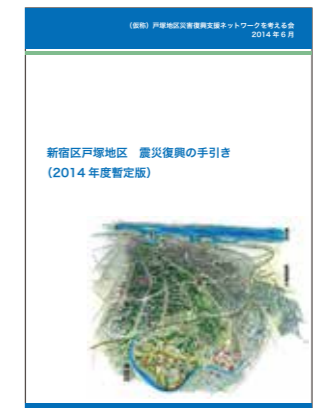 （仮称）戸塚地区災害復興支援ネットワークを考える会
2014 年 6 月
新宿区戸塚地区　震災復興の手引き
（2014 年度暫定版）